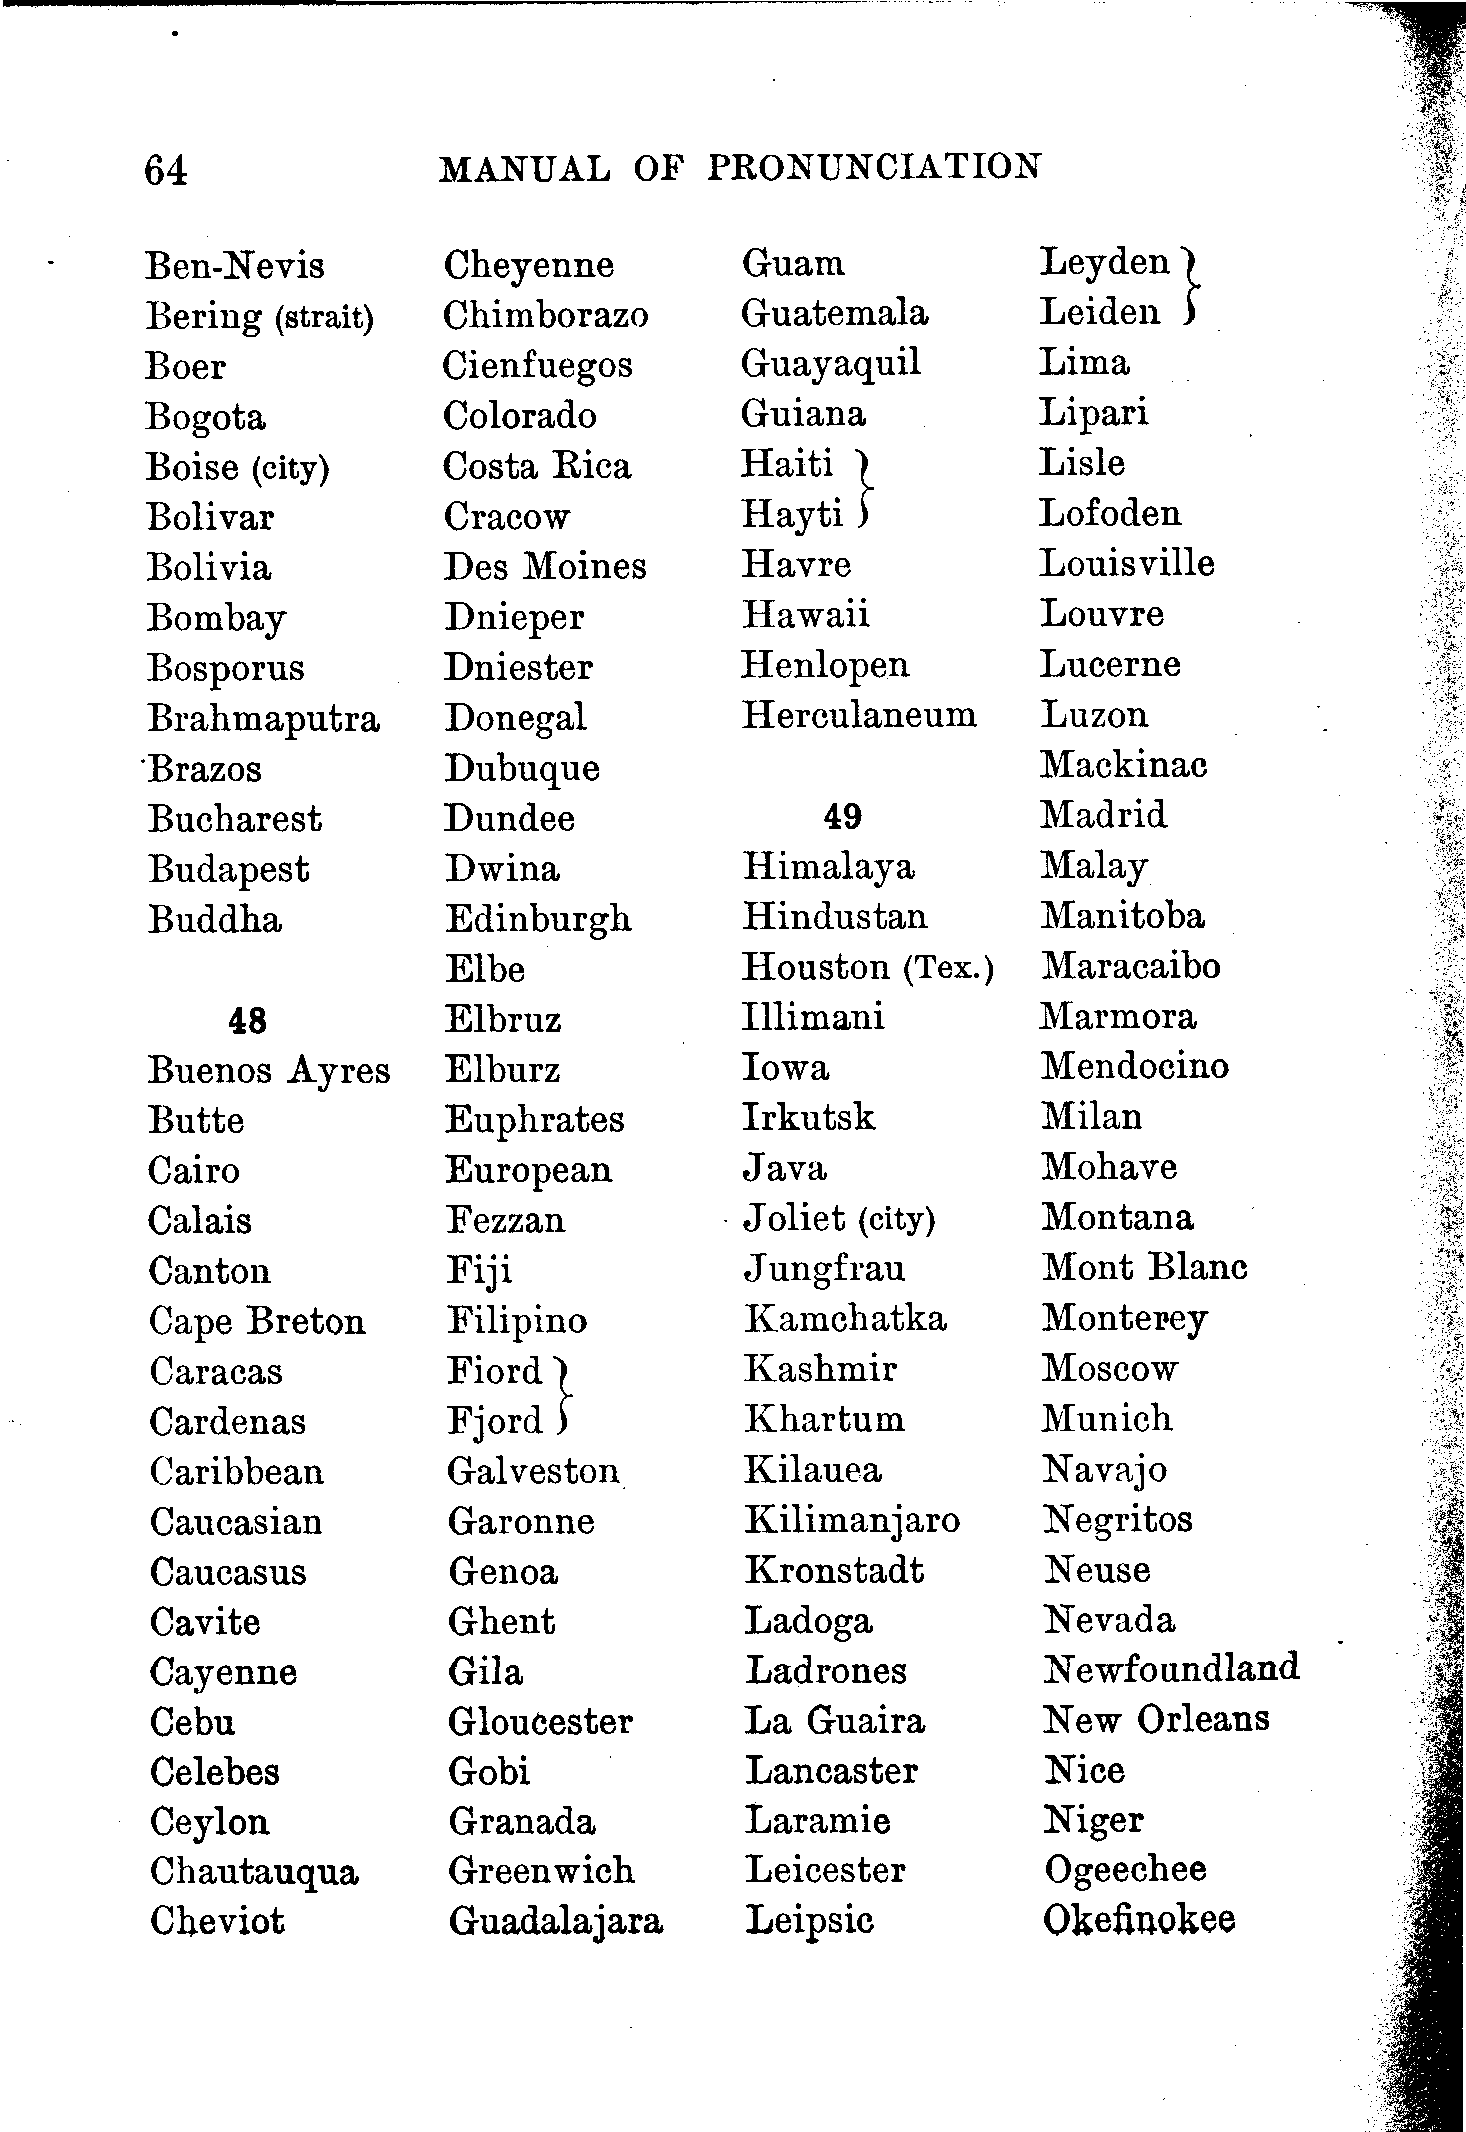 64 MANUAL OF PRONUNCIATION
Ben-Nevis
Bering (strait)
Boer
Bogota
Boise (city)
Bolivar
Bolivia
Bombay
Bosporus
Brahmaputra
Brazos
Bucharest
Budapest
Buddha
48
Buenos Ayres
Butte
Cairo
Calais
Canton
Cape Breton
Caracas
Cardenas
Caribbean
Caucasian
Caucasus
Cavite
Cayenne
Cebu
Celebes
Ceylon
Chautauqua
Cheviot
Cheyenne
Chimborazo
Cienfuegos
Colorado
Costa Rica
Cracow
Des Moines
Dnieper
Dniester
Donegal
Dubuque
Dundee
Dwina
Edinburgh
Elbe
Elbruz
Elburz
Euphrates
European
Fezzan
Fiji
Filipino
Fiord }
Fjord
Galveston
Garonne
Genoa
Ghent
Gila
Gloucester
Gobi
Granada
Greenwich
Guadalajara
Guam
Guatemala
Guayaquil
Guiana
Haiti }
Hayti
Havre
Hawaii
Henlopen
Herculaneum
49
Himalaya
Hindustan
Houston (Tex.)
Illimani
Iowa
Irkutsk
Java
Joliet (city)
Jungfrau
Kamchatka
Kashmir
Khartum
Kilauea
Kilimanjaro
Kronstadt
Ladoga
Ladrones
La Guaira
Lancaster
Laramie
Leicester
Leipsic
Leyden }
Leiden
Lima
Lipari
Lisle
Lofoden
Louisville
Louvre
Lucerne
Luzon
Mackinac
Madrid
Malay
Manitoba
Maracaibo
Marmora
Mendocino
Milan
Mohave
Montana
Mont Blanc
Monterey
Moscow
Munich
Navajo
Negritos
Neuse
Nevada
Newfoundland
New Orleans
Nice
Niger
Ogeechee
Okefinokee